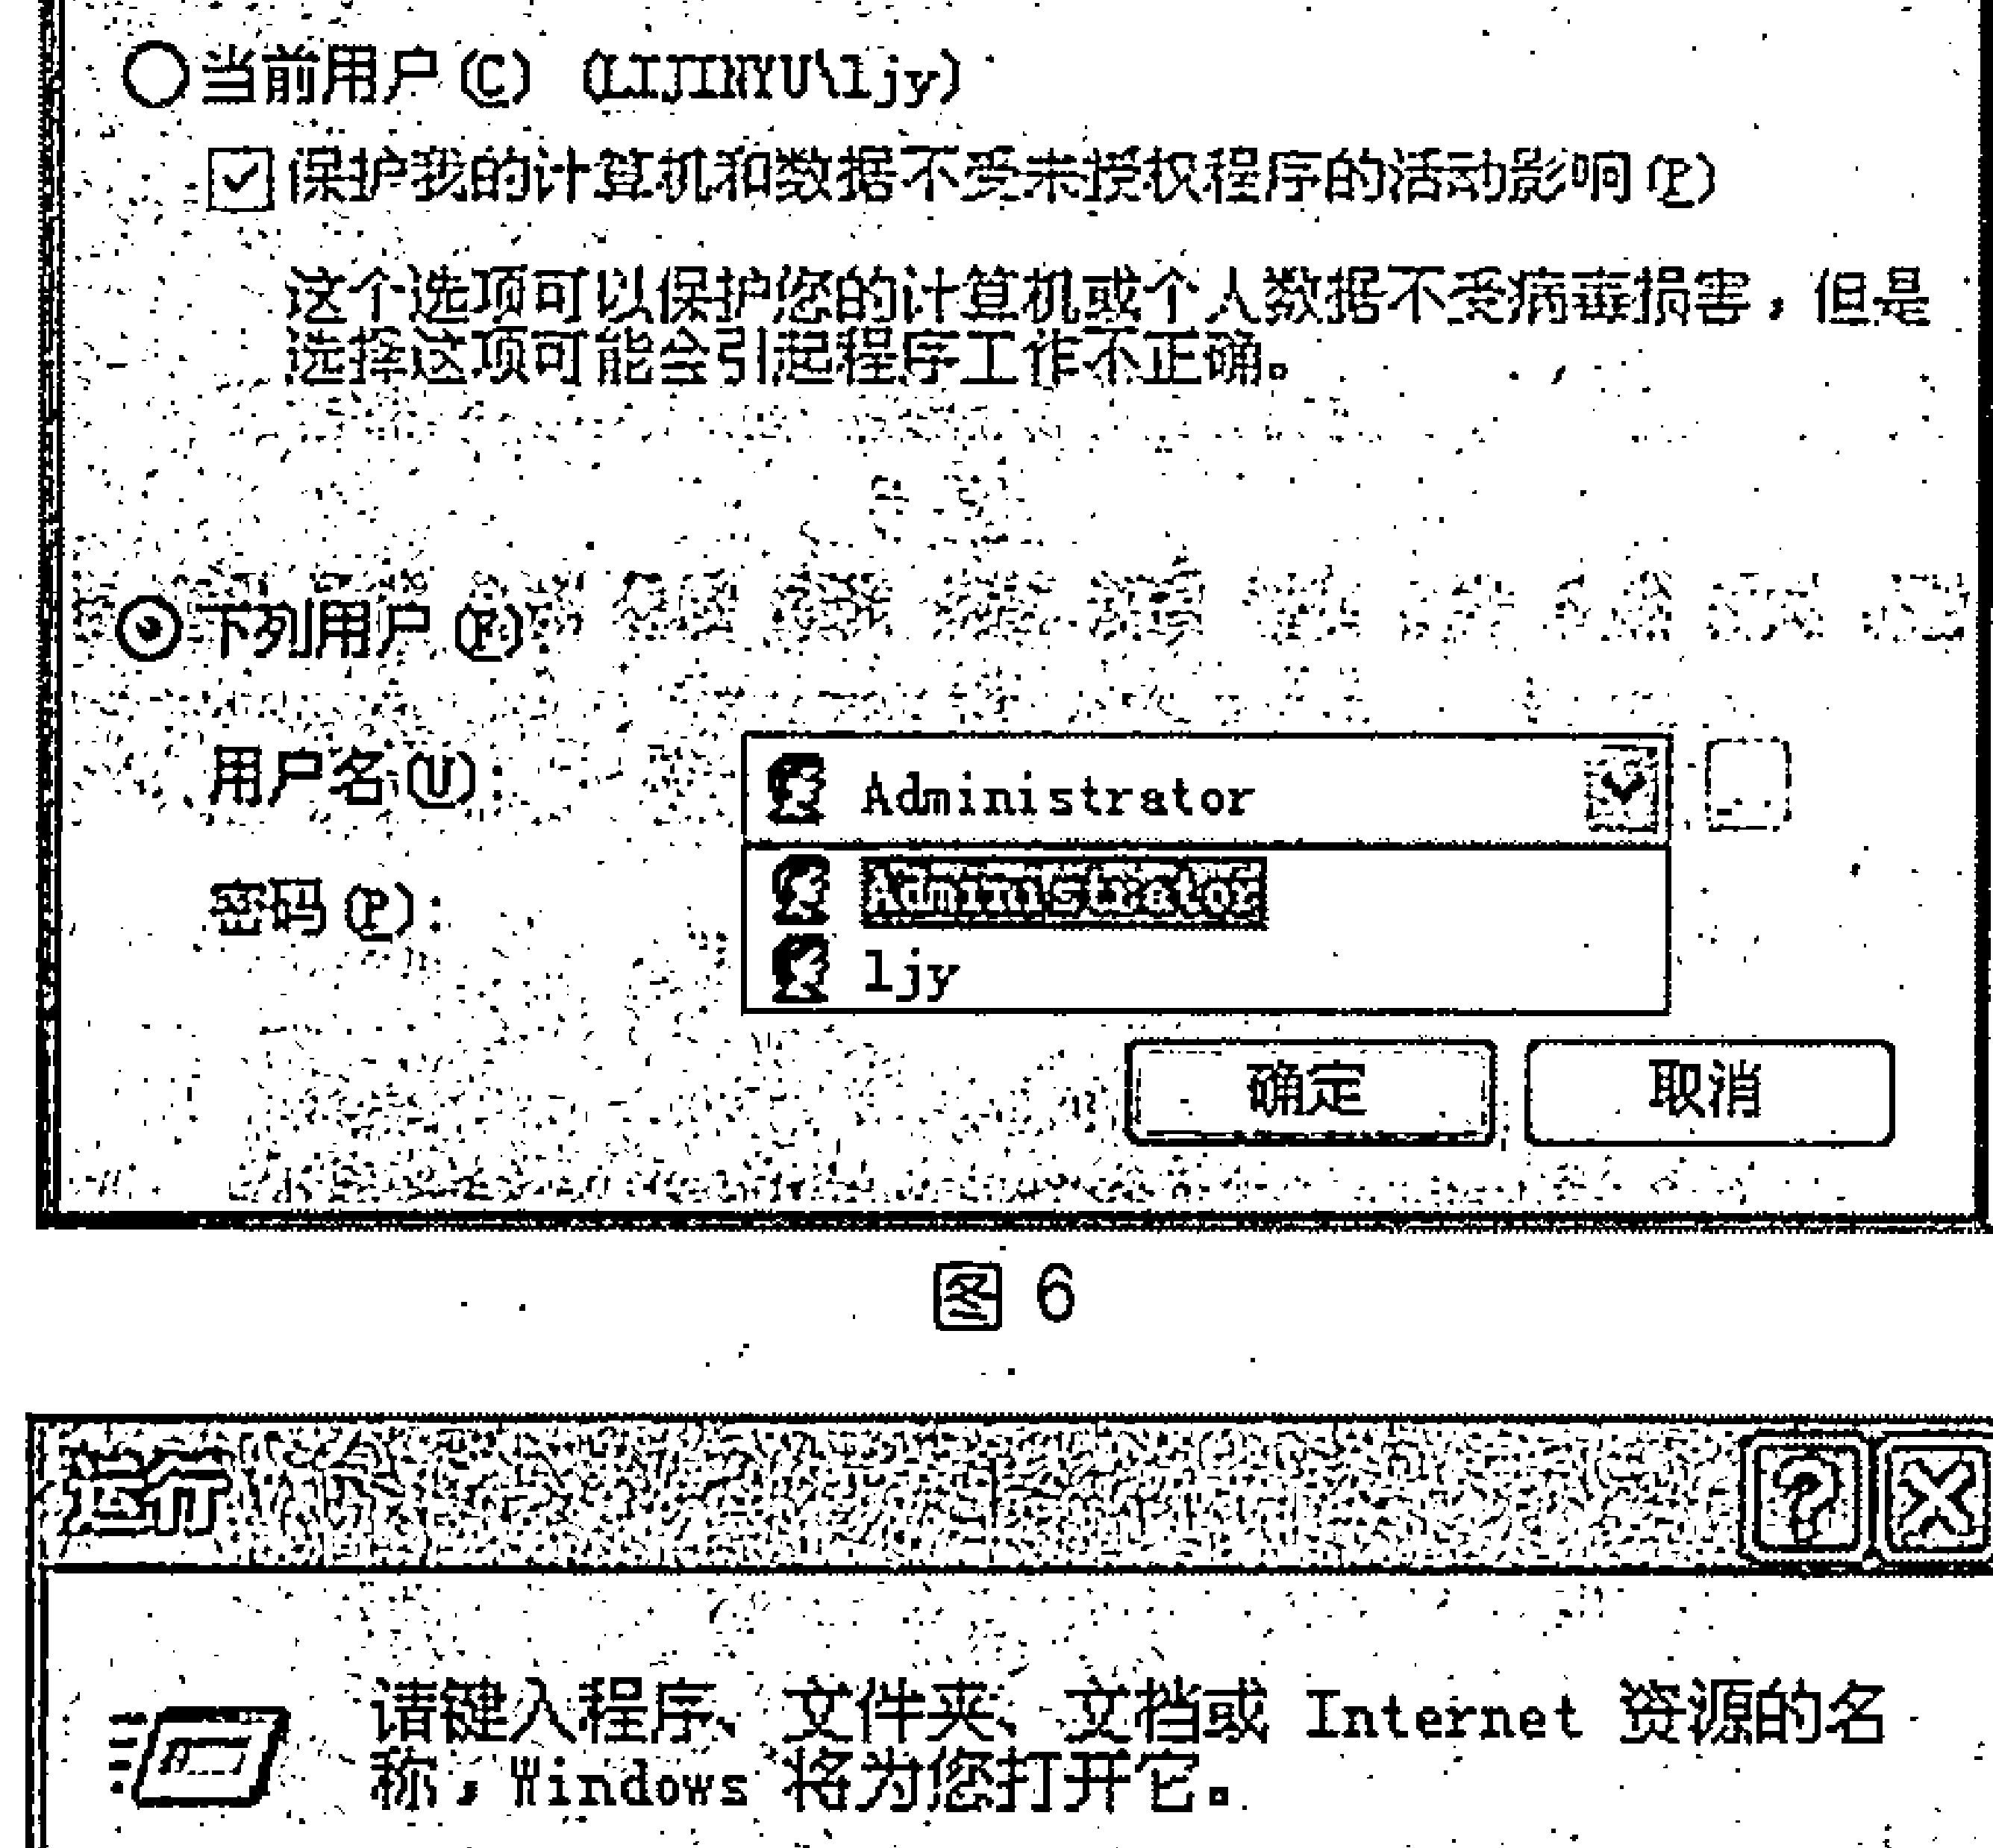 当前用户(C) (LIJINYU\ljy)
保护我的计算机和数据不受未授权程序的活动影响(P)
这个选项可以保护您的计算机或个人数据不受病毒损害，但是
选择这项可能会引起程序工作不正确。
下列用户(F):
用户名(U):
Administrator
密码(P):
Administrator
ljy
确定 取消
图 6
运行
请键入程序、文件夹、文档或 Internet 资源的名
称，Windows 将为您打开它。